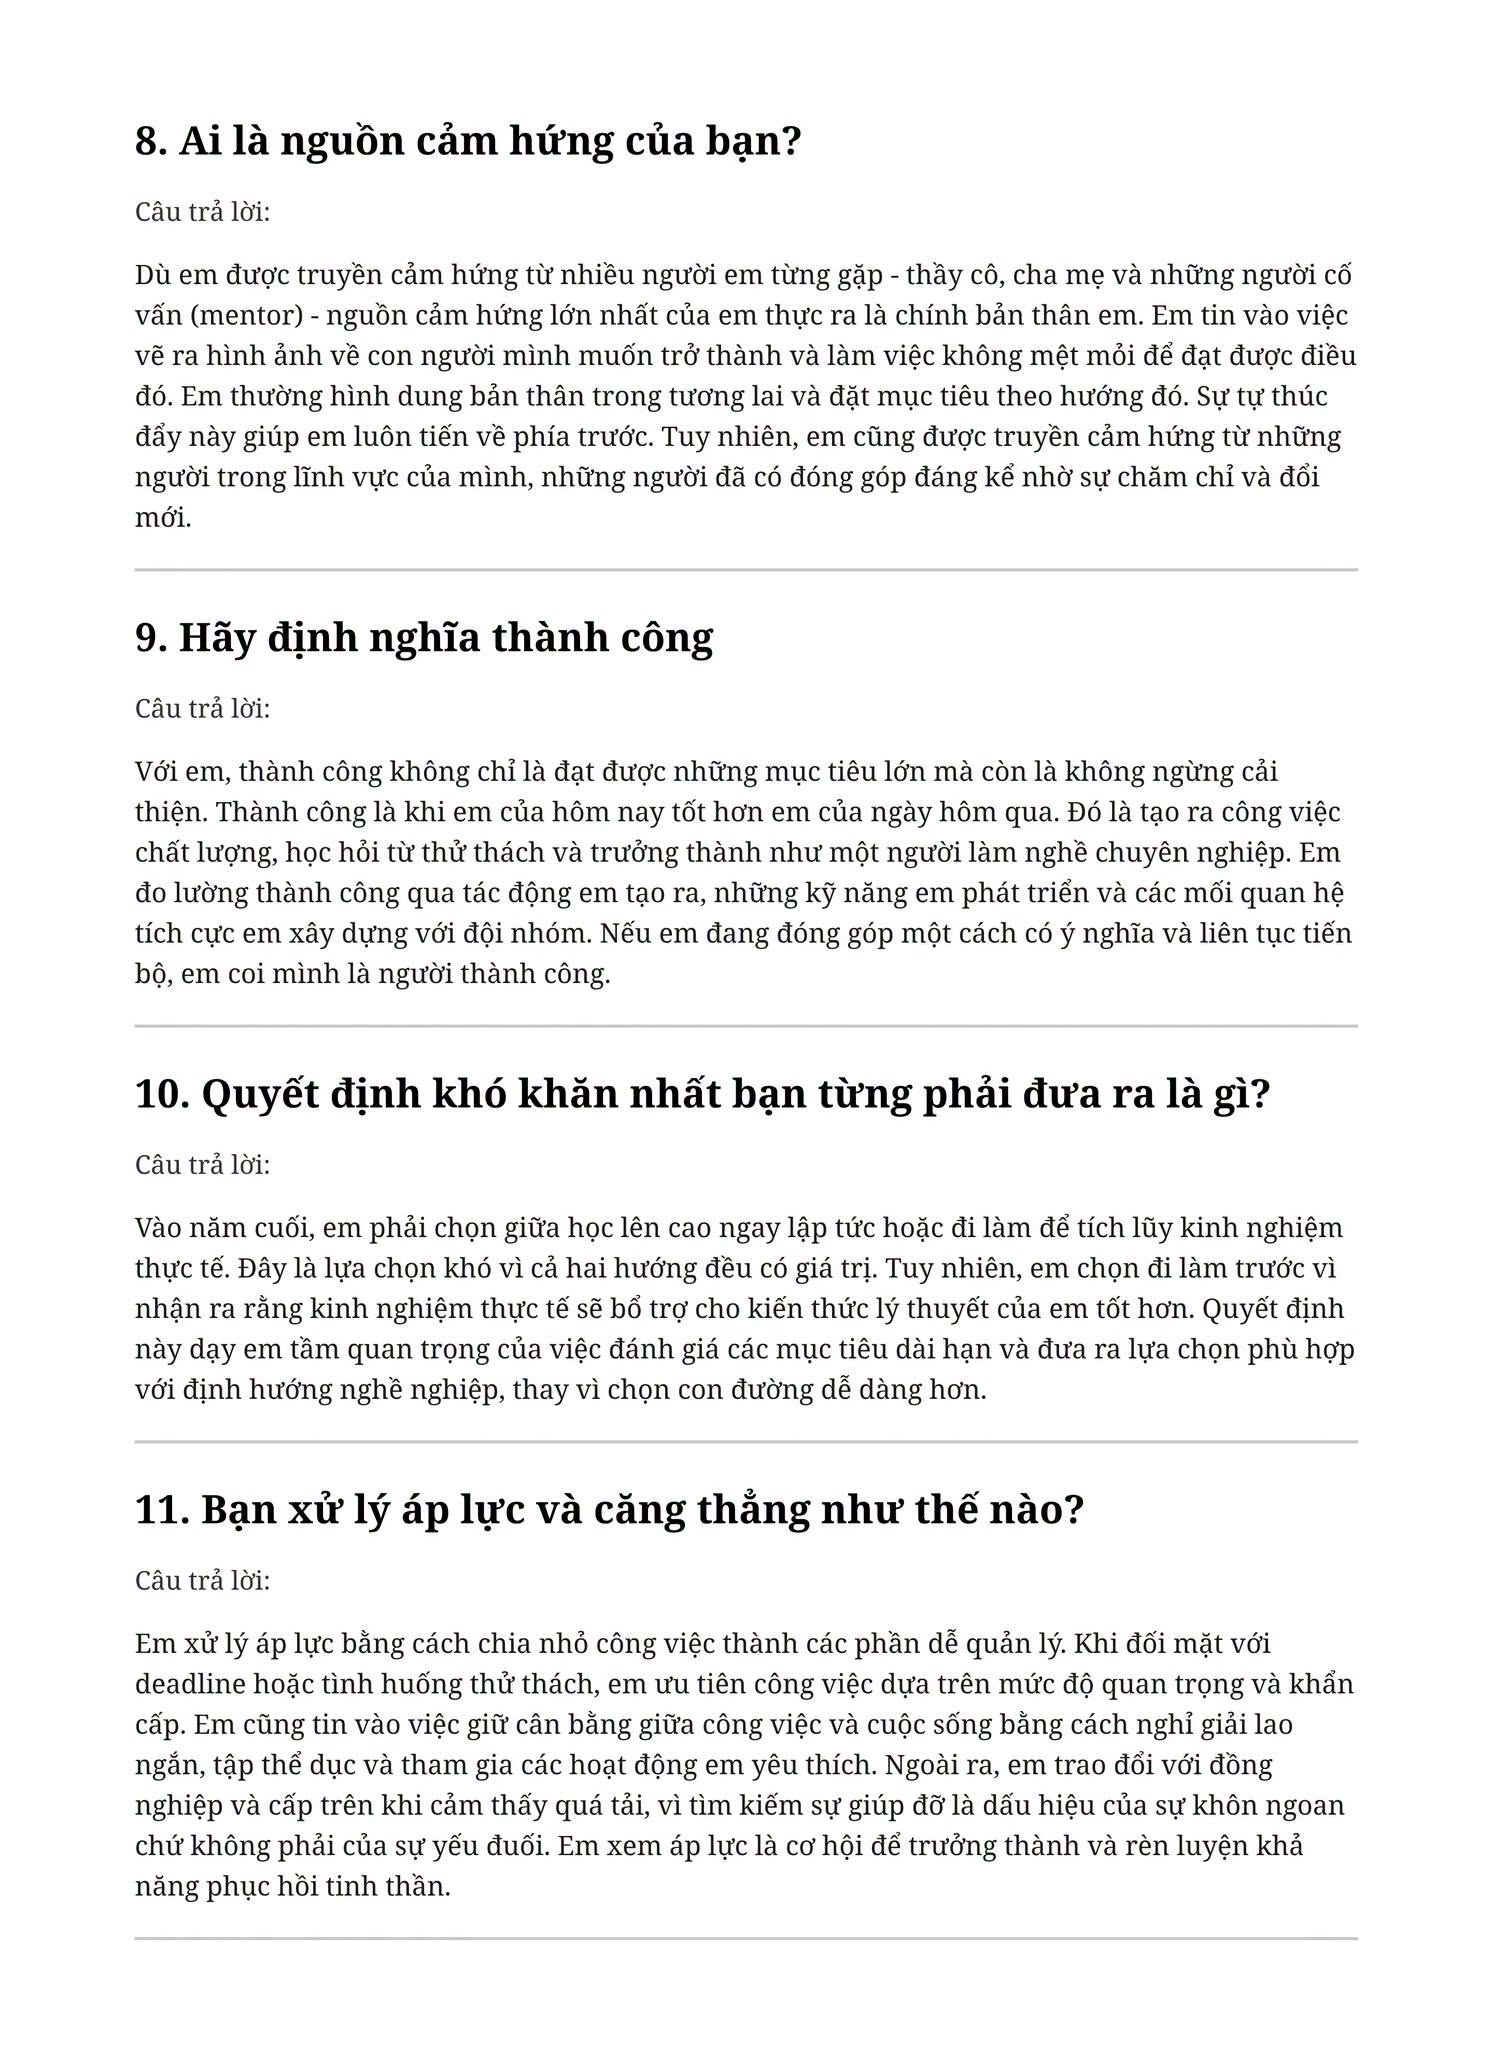 8. Ai là nguồn cảm hứng của bạn?
Câu trả lời:
Dù em được truyền cảm hứng từ nhiều người em từng gặp - thầy cô, cha mẹ và những người cố
vấn (mentor) - nguồn cảm hứng lớn nhất của em thực ra là chính bản thân em. Em tin vào việc
vẽ ra hình ảnh về con người mình muốn trở thành và làm việc không mệt mỏi để đạt được điều
đó. Em thường hình dung bản thân trong tương lai và đặt mục tiêu theo hướng đó. Sự tự thúc
đẩy này giúp em luôn tiến về phía trước. Tuy nhiên, em cũng được truyền cảm hứng từ những
người trong lĩnh vực của mình, những người đã có đóng góp đáng kể nhờ sự chăm chỉ và đổi
mới.
9. Hãy định nghĩa thành công
Câu trả lời:
Với em, thành công không chỉ là đạt được những mục tiêu lớn mà còn là không ngừng cải
thiện. Thành công là khi em của hôm nay tốt hơn em của ngày hôm qua. Đó là tạo ra công việc
chất lượng, học hỏi từ thử thách và trưởng thành như một người làm nghề chuyên nghiệp. Em
đo lường thành công qua tác động em tạo ra, những kỹ năng em phát triển và các mối quan hệ
tích cực em xây dựng với đội nhóm. Nếu em đang đóng góp một cách có ý nghĩa và liên tục tiến
bộ, em coi mình là người thành công.
10. Quyết định khó khăn nhất bạn từng phải đưa ra là gì?
Câu trả lời:
Vào năm cuối, em phải chọn giữa học lên cao ngay lập tức hoặc đi làm để tích lũy kinh nghiệm
thực tế. Đây là lựa chọn khó vì cả hai hướng đều có giá trị. Tuy nhiên, em chọn đi làm trước vì
nhận ra rằng kinh nghiệm thực tế sẽ bổ trợ cho kiến thức lý thuyết của em tốt hơn. Quyết định
này dạy em tầm quan trọng của việc đánh giá các mục tiêu dài hạn và đưa ra lựa chọn phù hợp
với định hướng nghề nghiệp, thay vì chọn con đường dễ dàng hơn.
11. Bạn xử lý áp lực và căng thẳng như thế nào?
Câu trả lời:
Em xử lý áp lực bằng cách chia nhỏ công việc thành các phần dễ quản lý. Khi đối mặt với
deadline hoặc tình huống thử thách, em ưu tiên công việc dựa trên mức độ quan trọng và khẩn
cấp. Em cũng tin vào việc giữ cân bằng giữa công việc và cuộc sống bằng cách nghỉ giải lao
ngắn, tập thể dục và tham gia các hoạt động em yêu thích. Ngoài ra, em trao đổi với đồng
nghiệp và cấp trên khi cảm thấy quá tải, vì tìm kiếm sự giúp đỡ là dấu hiệu của sự khôn ngoan
chứ không phải của sự yếu đuối. Em xem áp lực là cơ hội để trưởng thành và rèn luyện khả
năng phục hồi tinh thần.